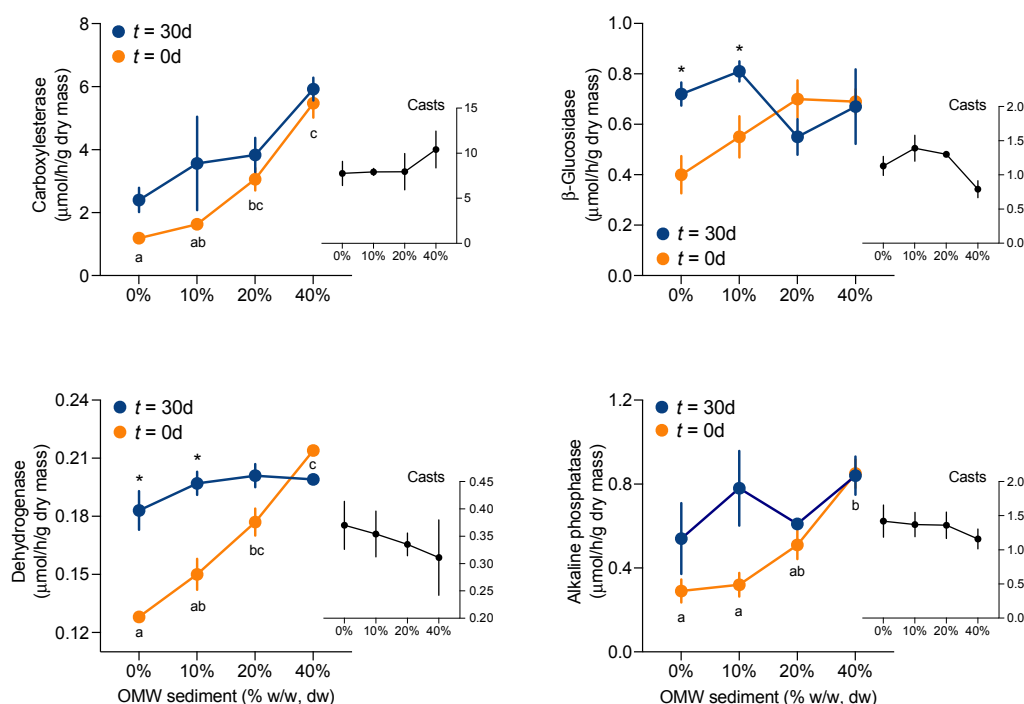 8
6
4
2
0
Carboxylesterase
(μmol/h/g dry mass)
t = 30d
t = 0d
a
ab
bc
c
0%
10%
20%
40%
Casts
15
10
5
0
0%
10%
20%
40%
1.0
0.8
0.6
0.4
0.2
0.0
β-Glucosidase
(μmol/h/g dry mass)
*
*
t = 30d
t = 0d
0%
10%
20%
40%
Casts
2.0
1.5
1.0
0.5
0.0
0%
10%
20%
40%
0.24
0.21
0.18
0.15
0.12
Dehydrogenase
(μmol/h/g dry mass)
t = 30d
t = 0d
*
*
a
ab
bc
c
0%
10%
20%
40%
OMW sediment (% w/w, dw)
Casts
0.45
0.40
0.35
0.30
0.25
0.20
0%
10%
20%
40%
1.2
0.8
0.4
0.0
Alkaline phosphatase
(μmol/h/g dry mass)
t = 30d
t = 0d
a
a
ab
b
0%
10%
20%
40%
OMW sediment (% w/w, dw)
Casts
2.0
1.5
1.0
0.5
0.0
0%
10%
20%
40%